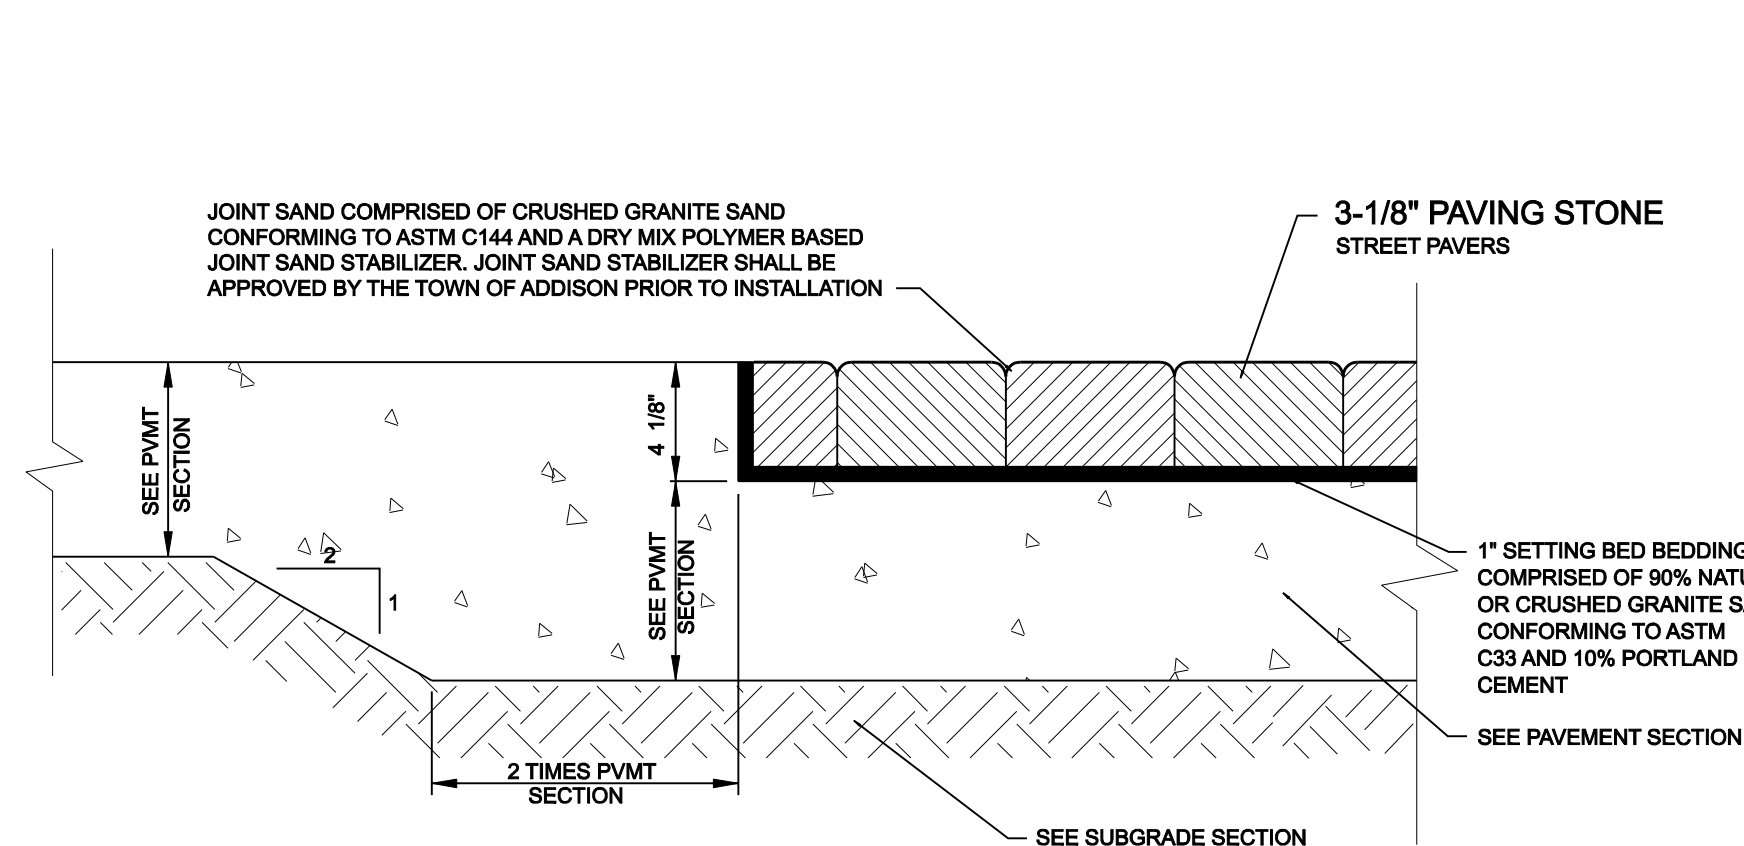 JOINT SAND COMPRISED OF CRUSHED GRANITE SAND
CONFORMING TO ASTM C144 AND A DRY MIX POLYMER BASED
JOINT SAND STABILIZER. JOINT SAND STABILIZER SHALL BE
APPROVED BY THE TOWN OF ADDISON PRIOR TO INSTALLATION
3-1/8" PAVING STONE
STREET PAVERS
SEE PVMT
SECTION
4 1/8"
2
1
SEE PVMT
SECTION
1" SETTING BED BEDDING
COMPRISED OF 90%
OR CRUSHED GRANITE
CONFORMING TO ASTM
C33 AND 10% PORTLAND
CEMENT
SEE PAVEMENT SECTION
2 TIMES PVMT
SECTION
SEE SUBGRADE SECTION